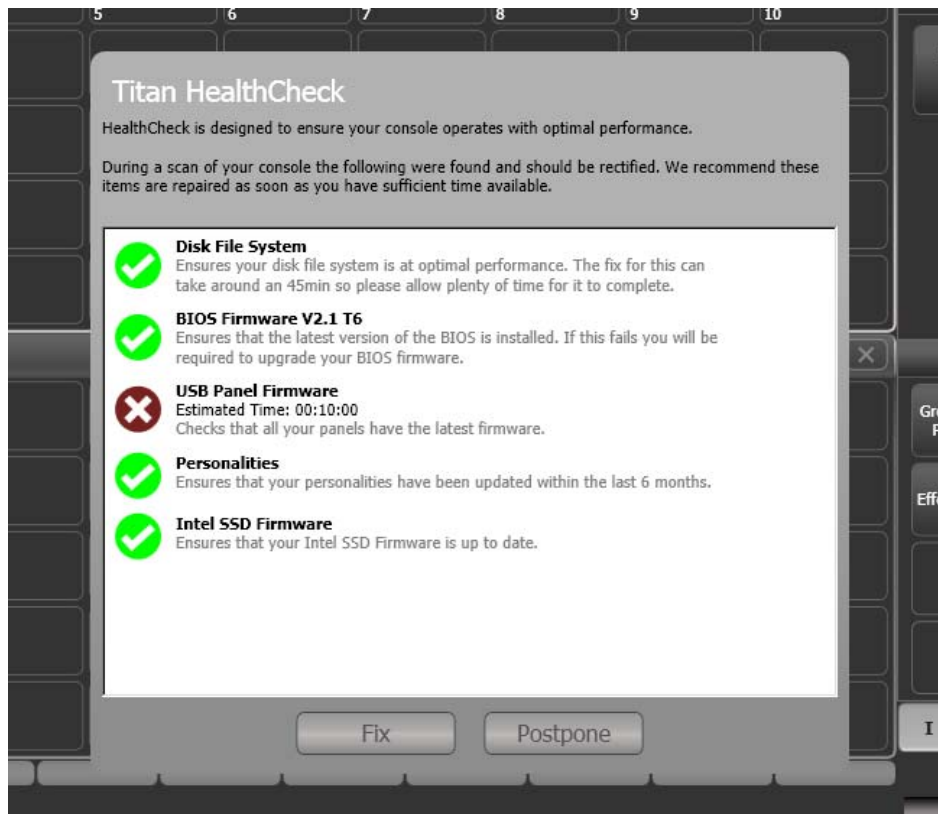 5 6 7 8 9 10
Titan HealthCheck
HealthCheck is designed to ensure your console operates with optimal performance.
During a scan of your console the following were found and should be rectified. We recommend these
items are repaired as soon as you have sufficient time available.
Disk File System
Ensures your disk file system is at optimal performance. The fix for this can
take around an 45min so please allow plenty of time for it to complete.
BIOS Firmware V2.1 T6
Ensures that the latest version of the BIOS is installed. If this fails you will be
required to upgrade your BIOS firmware.
USB Panel Firmware
Estimated Time: 00:10:00
Checks that all your panels have the latest firmware.
Personalities
Ensures that your personalities have been updated within the last 6 months.
Intel SSD Firmware
Ensures that your Intel SSD Firmware is up to date.
Fix
Postpone